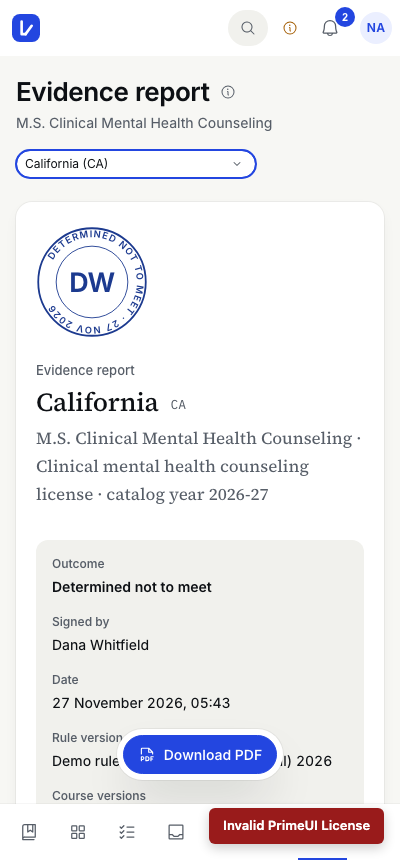 2
NA
Evidence report
M.S. Clinical Mental Health Counseling
California (CA)
DETERMINED NOT TO MEET · 27 NOV 2026
DW
Evidence report
California CA
M.S. Clinical Mental Health Counseling ·
Clinical mental health counseling
license · catalog year 2026-27
Outcome
Determined not to meet
Signed by
Dana Whitfield
Date
27 November 2026, 05:43
Rule version
Demo rule 2026
PDF Download PDF
Course versions
Invalid PrimeUI License